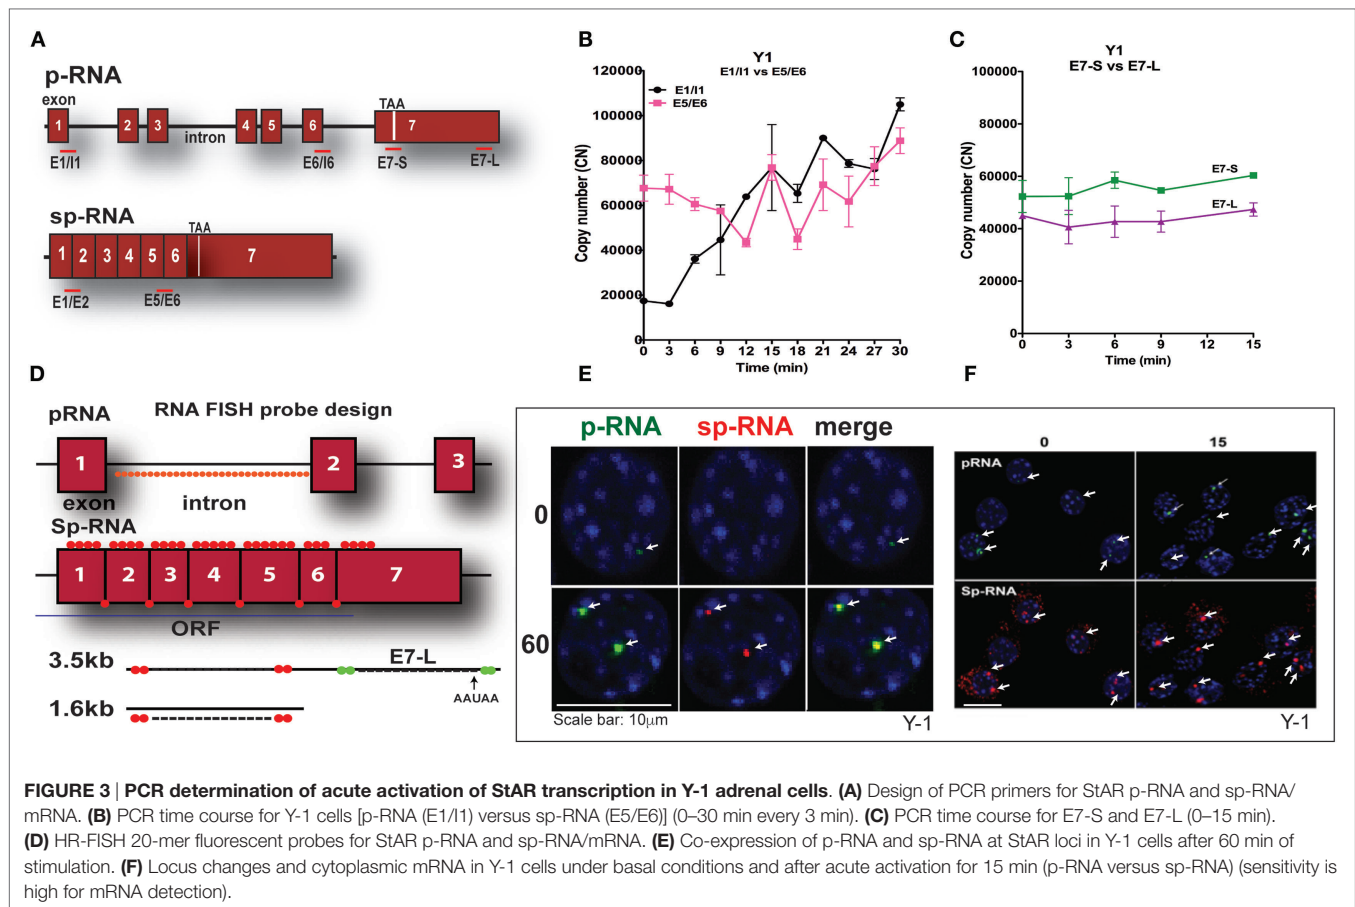 A
p-RNA
exon
1
2
3
intron
4
5
6
TAA
7
E1/I1
E6/I6
E7-S
E7-L
sp-RNA
TAA
1
2
3
4
5
6
7
E1/E2
E5/E6
B
Y1
E1/I1 vs E5/E6
E1/I1
E5/E6
Copy number (CN)
120000
100000
80000
60000
40000
20000
0
0 3 6 9 12 15 18 21 24 27 30
Time (min)
C
Y1
E7-S vs E7-L
Copy number (CN)
100000
80000
60000
40000
20000
0
E7-S
E7-L
0 3 6 9 12 15
Time (min)
D
pRNA
RNA FISH probe design
1
2
3
exon
intron
Sp-RNA
1
2
3
4
5
6
7
ORF
3.5kb
E7-L
AAUAA
1.6kb
E
p-RNA sp-RNA merge
0
60
Scale bar: 10μm
Y-1
F
0 15
pRNA
Sp-RNA
Y-1
FIGURE 3 | PCR determination of acute activation of StAR transcription in Y-1 adrenal cells. (A) Design of PCR primers for StAR p-RNA and sp-RNA/
mRNA. (B) PCR time course for Y-1 cells [p-RNA (E1/I1) versus sp-RNA (E5/E6)] (0–30 min every 3 min). (C) PCR time course for E7-S and E7-L (0–15 min).
(D) HR-FISH 20-mer fluorescent probes for StAR p-RNA and sp-RNA/mRNA. (E) Co-expression of p-RNA and sp-RNA at StAR loci in Y-1 cells after 60 min of
stimulation. (F) Locus changes and cytoplasmic mRNA in Y-1 cells under basal conditions and after acute activation for 15 min (p-RNA versus sp-RNA) (sensitivity is
high for mRNA detection).